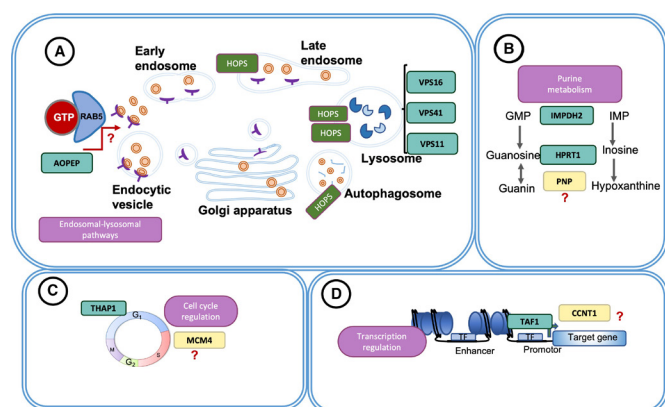 A
Early
endosome
Late
endosome
HOPS
GTP
RAB5
?
AOPEP
Endocytic
vesicle
Golgi apparatus
HOPS
HOPS
Lysosome
VPS16
VPS41
VPS11
Autophagosome
HOPS
Endosomal-lysosomal
pathways
B
Purine
metabolism
GMP
IMPDH2
IMP
Guanosine
HPRT1
Inosine
Guanin
PNP
Hypoxanthine
?
C
THAP1
G1
S
G2
M
Cell cycle
regulation
MCM4
?
D
Transcription
regulation
TF
Enhancer
TAF1
TF
Promotor
CCNT1
?
Target gene